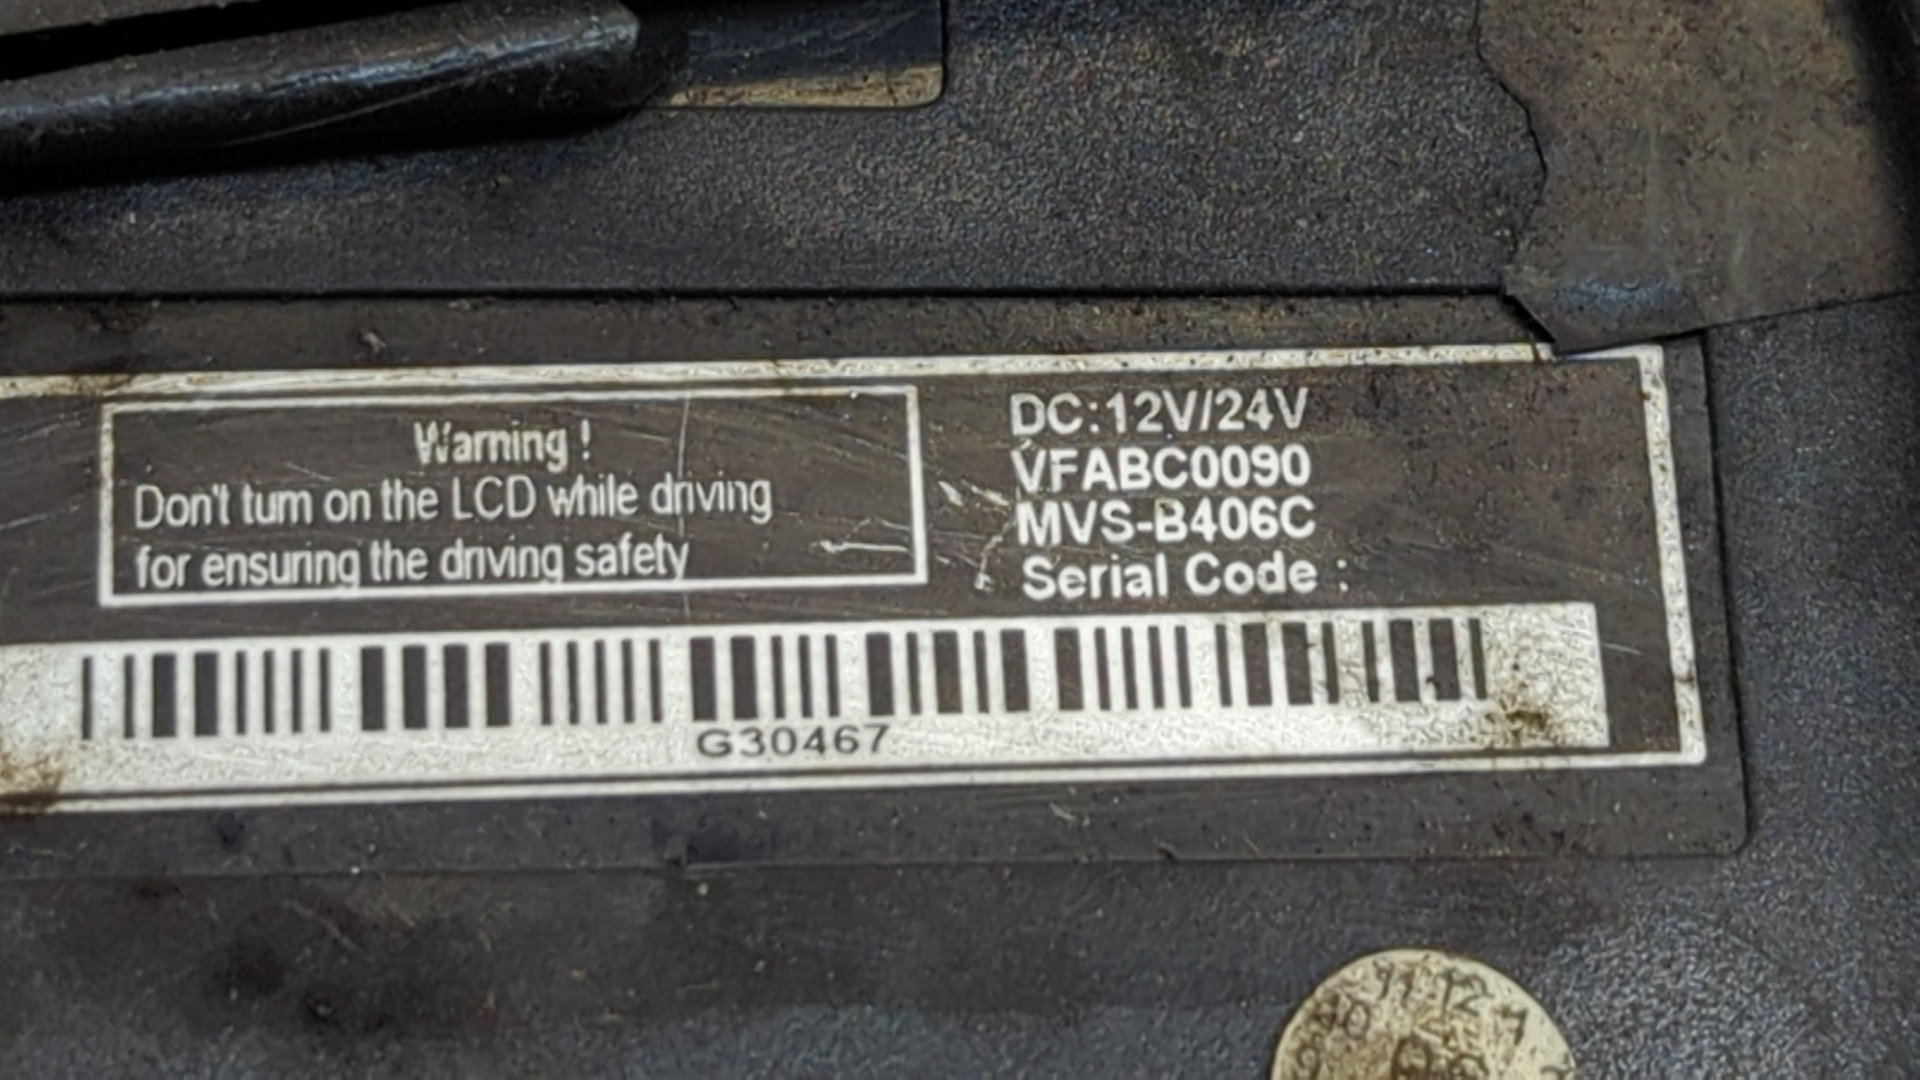 Warning !
Don't turn on the LCD while driving
for ensuring the driving safety
DC:12V/24V
VFABC0090
MVS-B406C
Serial Code :
G30467